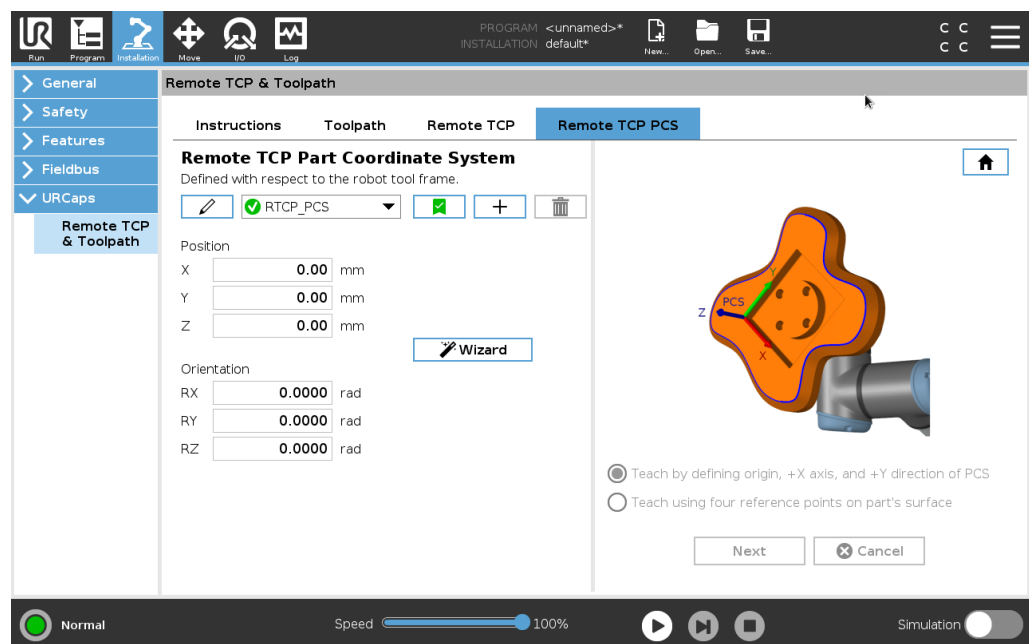 UR
PROGRAM <unnamed>*
INSTALLATION default*
C C
C C
Run Program Installation Move I/O Log New... Open... Save...
General
Safety
Features
Fieldbus
URCaps
Remote TCP
& Toolpath
Remote TCP & Toolpath
Instructions Toolpath Remote TCP Remote TCP PCS
Remote TCP Part Coordinate System
Defined with respect to the robot tool frame.
RTCP_PCS
Position
X 0.00 mm
Y 0.00 mm
Z 0.00 mm
Wizard
Orientation
RX 0.0000 rad
RY 0.0000 rad
RZ 0.0000 rad
Y
PCS
Z
X
Teach by defining origin, +X axis, and +Y direction of PCS
Teach using four reference points on part's surface
Next Cancel
Normal Speed 100% Simulation